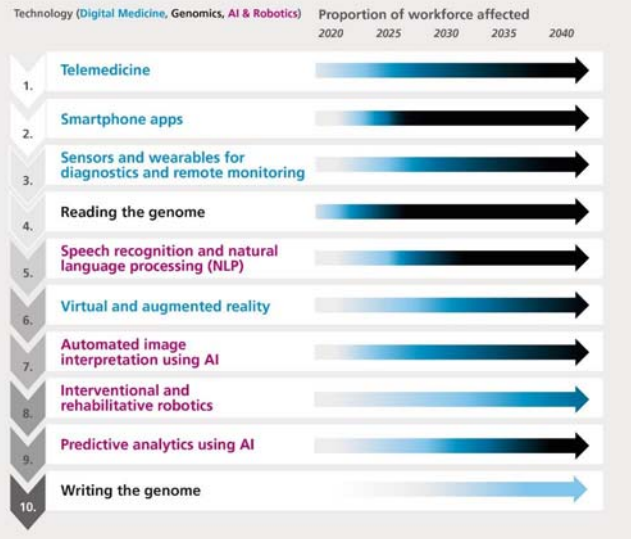 Technology (Digital Medicine, Genomics, AI & Robotics)
Proportion of workforce affected
2020 2025 2030 2035 2040
1.
Telemedicine
2.
Smartphone apps
3.
Sensors and wearables for
diagnostics and remote monitoring
4.
Reading the genome
5.
Speech recognition and natural
language processing (NLP)
6.
Virtual and augmented reality
7.
Automated image
interpretation using AI
8.
Interventional and
rehabilitative robotics
9.
Predictive analytics using AI
10.
Writing the genome